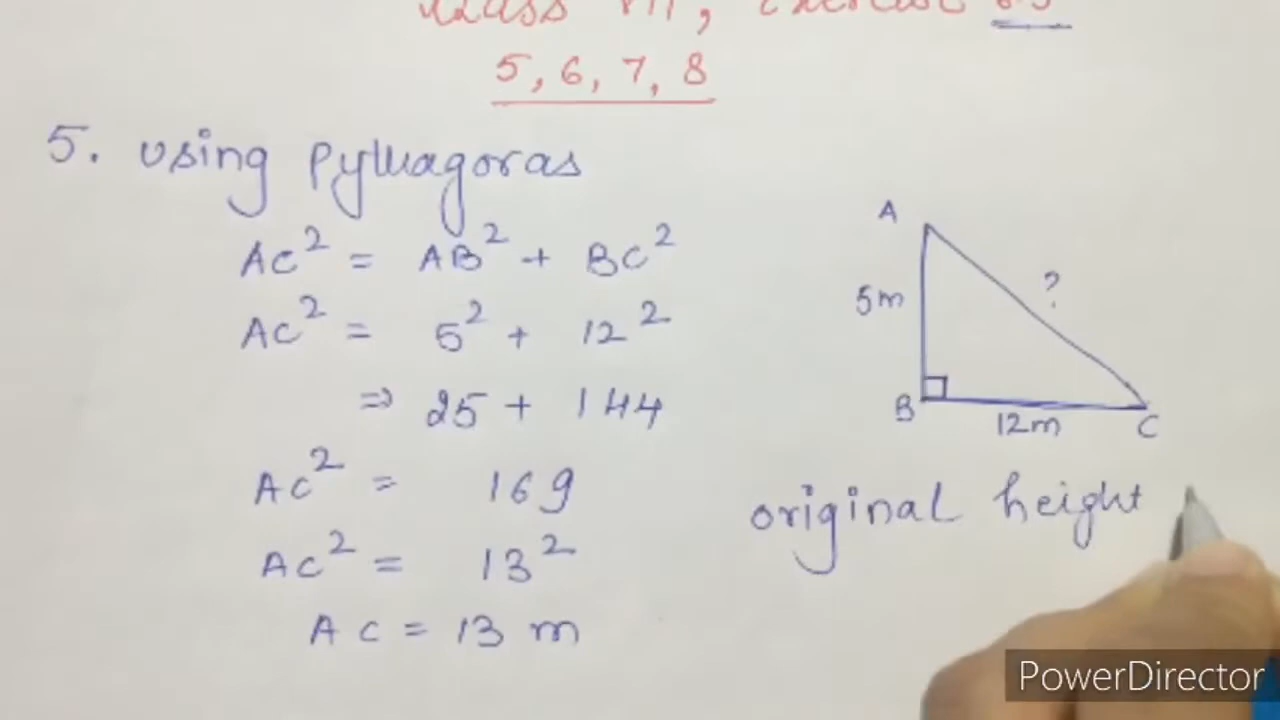 5, 6, 7, 8
5. Using Pythagoras
AC² = AB² + BC²
AC² = 5² + 12²
⇒ 25 + 144
AC² = 169
AC² = 13²
AC = 13 m
A
5m
?
B
12m
C
original height
PowerDirector